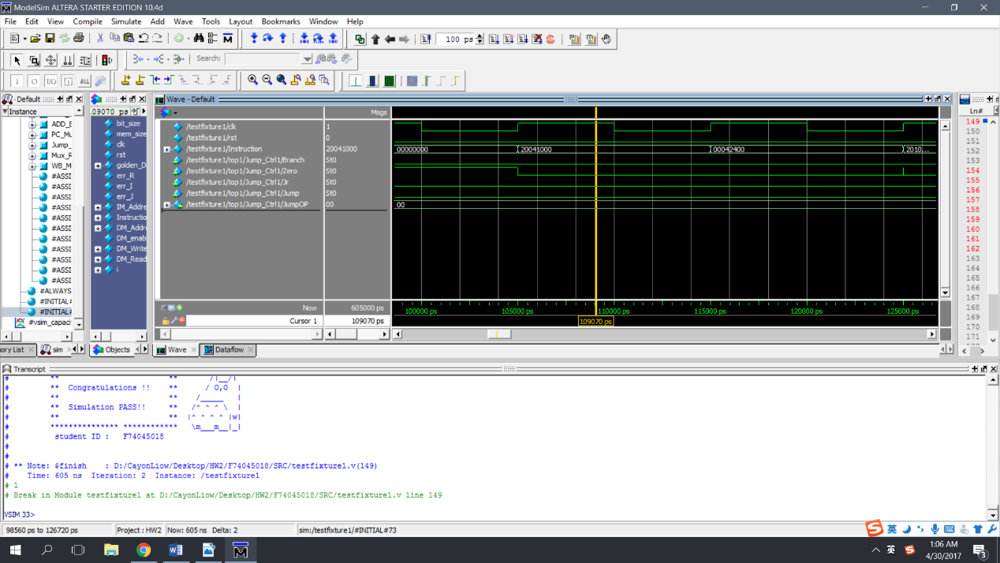 ModelSim ALTERA STARTER EDITION 10.4d
File Edit View Compile Simulate Add Wave Tools Layout Bookmarks Window Help
100 ps
Search:
ALL
Default
Instance
ADD_E
PC_Mu
Jump_
Mux_R
WB_M
#ASSI
#ASSI
#ASSI
#ASSI
#ASSI
#ASSI
#ASSI
#ASSI
#ASSI
#ASSI
#ASSI
#ALWAYS
#INITIAL#
#INITIAL#
#vsim_capac
ory List
sim
.09070 ps
bit_size
mem_size
clk
rst
golden_D
err_R
err_I
err_J
IM_Addre
Instructio
DM_Addr
DM_enab
DM_Write
DM_Read
i
Objects
Wave - Default
Msgs
/testfixture1/clk 1
/testfixture1/rst 0
/testfixture1/Instruction 20041000 00000000 20041000 00042400 2010...
/testfixture1/top1/Jump_Ctrl1/Branch St0
/testfixture1/top1/Jump_Ctrl1/Zero St0
/testfixture1/top1/Jump_Ctrl1/Jr St0
/testfixture1/top1/Jump_Ctrl1/Jump St0
/testfixture1/top1/Jump_Ctrl1/JumpOP 00 00
Now 605000 ps 100000 ps 105000 ps 110000 ps 115000 ps 120000 ps 125000 ps
Cursor 1 109070 ps 109070 ps
Wave Dataflow
Ln#
149
150
151
152
153
154
155
156
157
158
159
160
161
162
163
164
165
166
167
168
169
170
171
Transcript
# ** ** /|__/|
# ** Congratulations !! ** / O,O |
# ** ** /_____ |
# ** Simulation PASS!! ** /^ ^ ^ \ |
# ** ** |^ ^ ^ ^ |w|
# *************** ************ \m___m__|_|
# student ID : F74045018
#
#
# ** Note: $finish : D:/CayonLiow/Desktop/HW2/F74045018/SRC/testfixture1.v(149)
# Time: 605 ns Iteration: 2 Instance: /testfixture1
# 1
# Break in Module testfixture1 at D:/CayonLiow/Desktop/HW2/F74045018/SRC/testfixture1.v line 149
VSIM 33>
98560 ps to 126720 ps Project : HW2 Now: 605 ns Delta: 2 sim:/testfixture1/#INITIAL#73
英
英
1:06 AM
4/30/2017
3